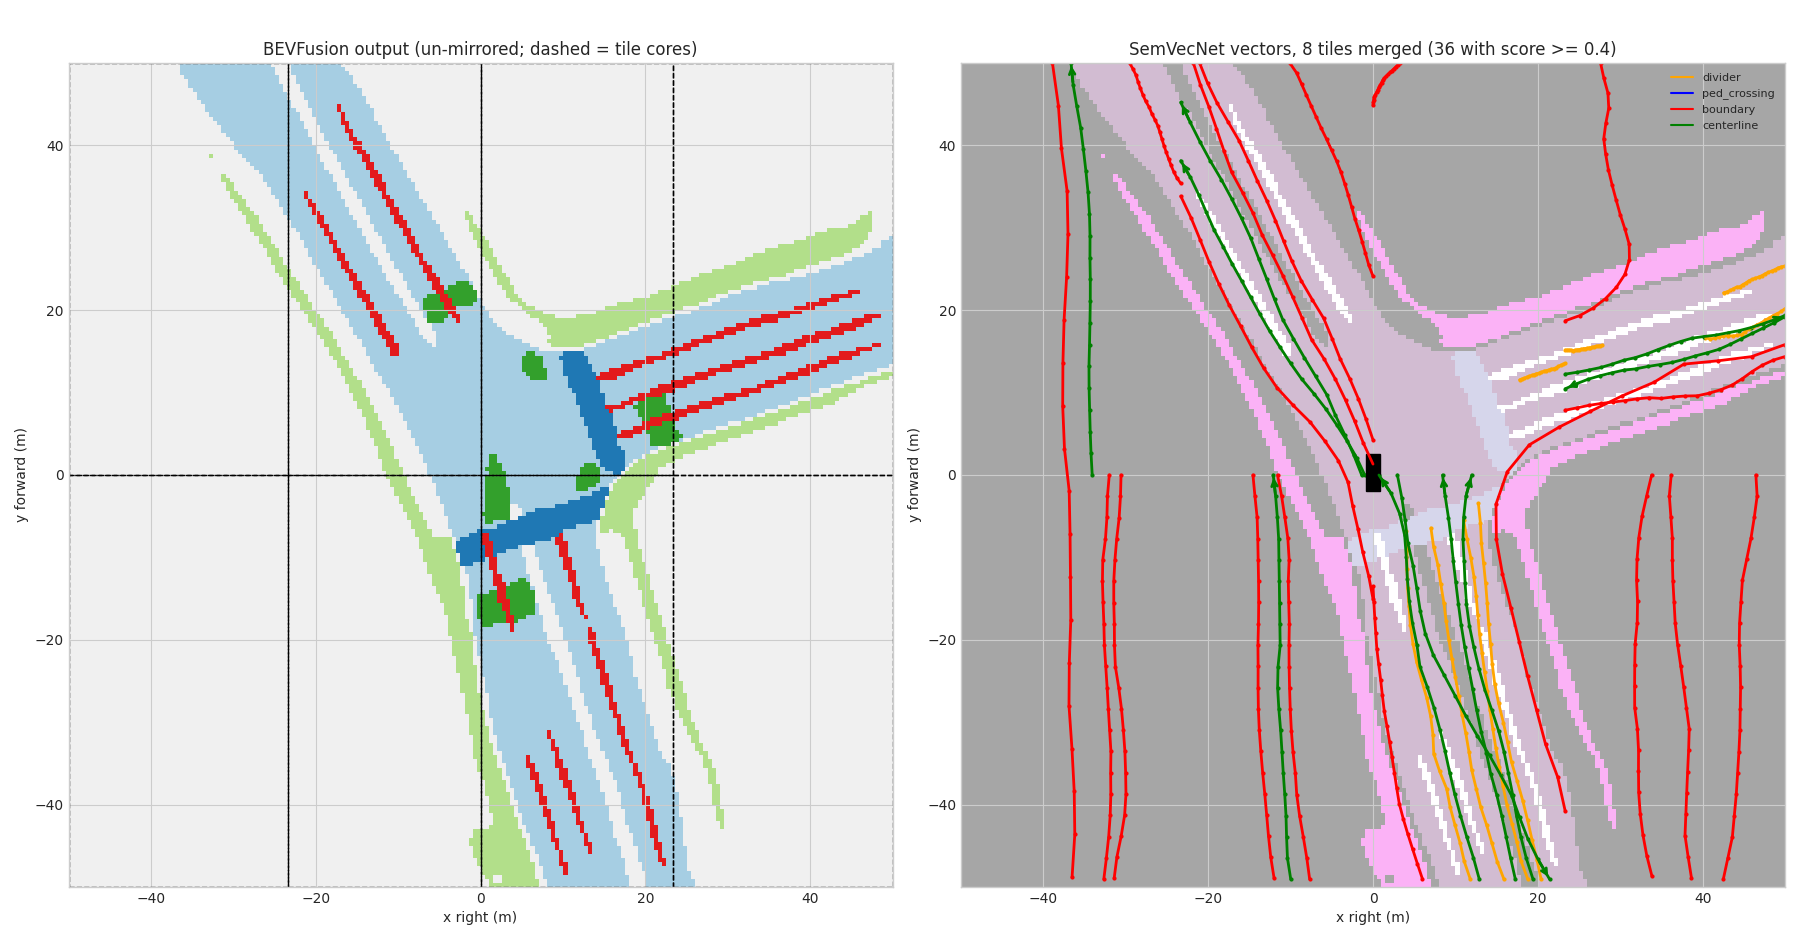 BEVFusion output (un-mirrored; dashed = tile cores)
y forward (m)
40
20
0
−20
−40
−40
−20
0
20
40
x right (m)
SemVecNet vectors, 8 tiles merged (36 with score >= 0.4)
divider
ped_crossing
boundary
centerline
y forward (m)
40
20
0
−20
−40
−40
−20
0
20
40
x right (m)